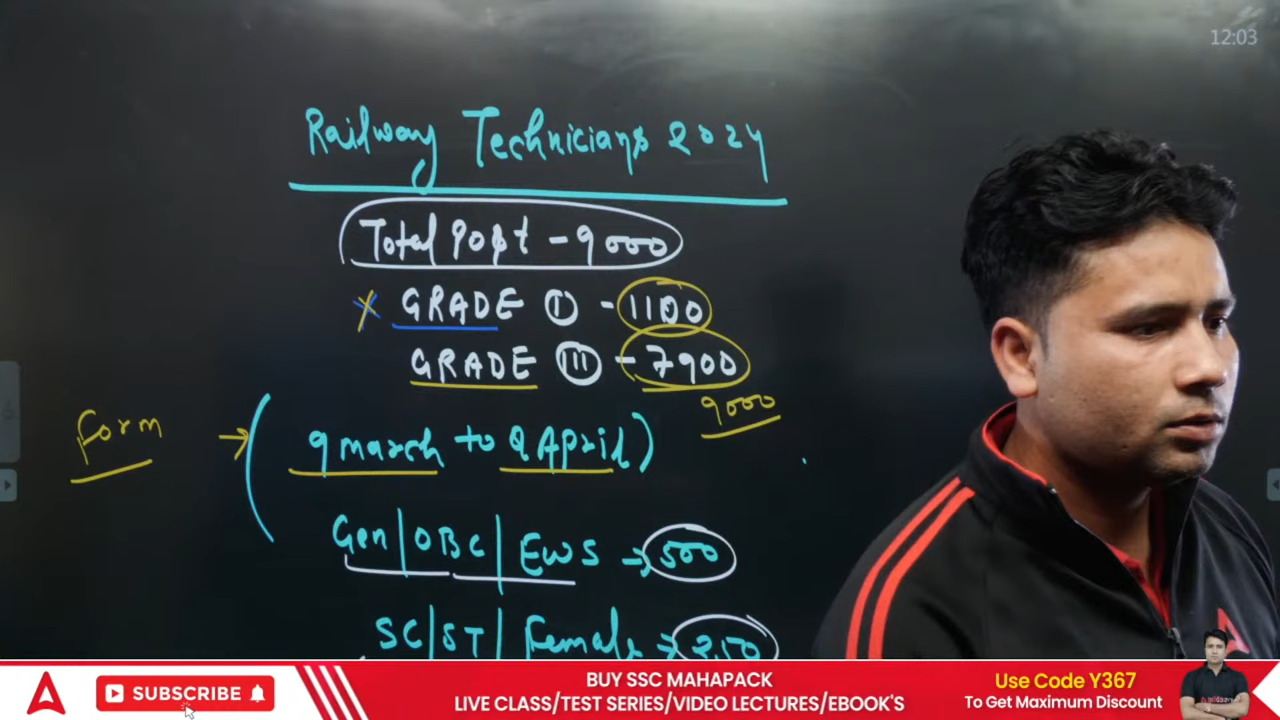 12:03
Railway Technicians 2024
Total Post - 9000
GRADE I - 1100
GRADE III - 7900
9000
Form → (9 march to 8 April)
Gen|OBC|EWS → 500
SC|ST|Female → 250
SUBSCRIBE
BUY SSC MAHAPACK
LIVE CLASS/TEST SERIES/VIDEO LECTURES/EBOOK'S
Use Code Y367
To Get Maximum Discount